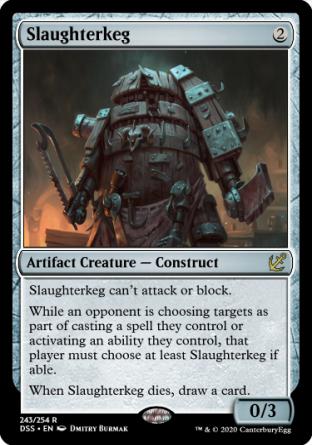 Slaughterkeg 2
Artifact Creature — Construct
Slaughterkeg can't attack or block.
While an opponent is choosing targets as
part of casting a spell they control or
activating an ability they control, that
player must choose at least Slaughterkeg if
able.
When Slaughterkeg dies, draw a card.
0/3
243/254 R
DSS • EN Dmitry Burmak
™ & © 2020 CanterburyEgg